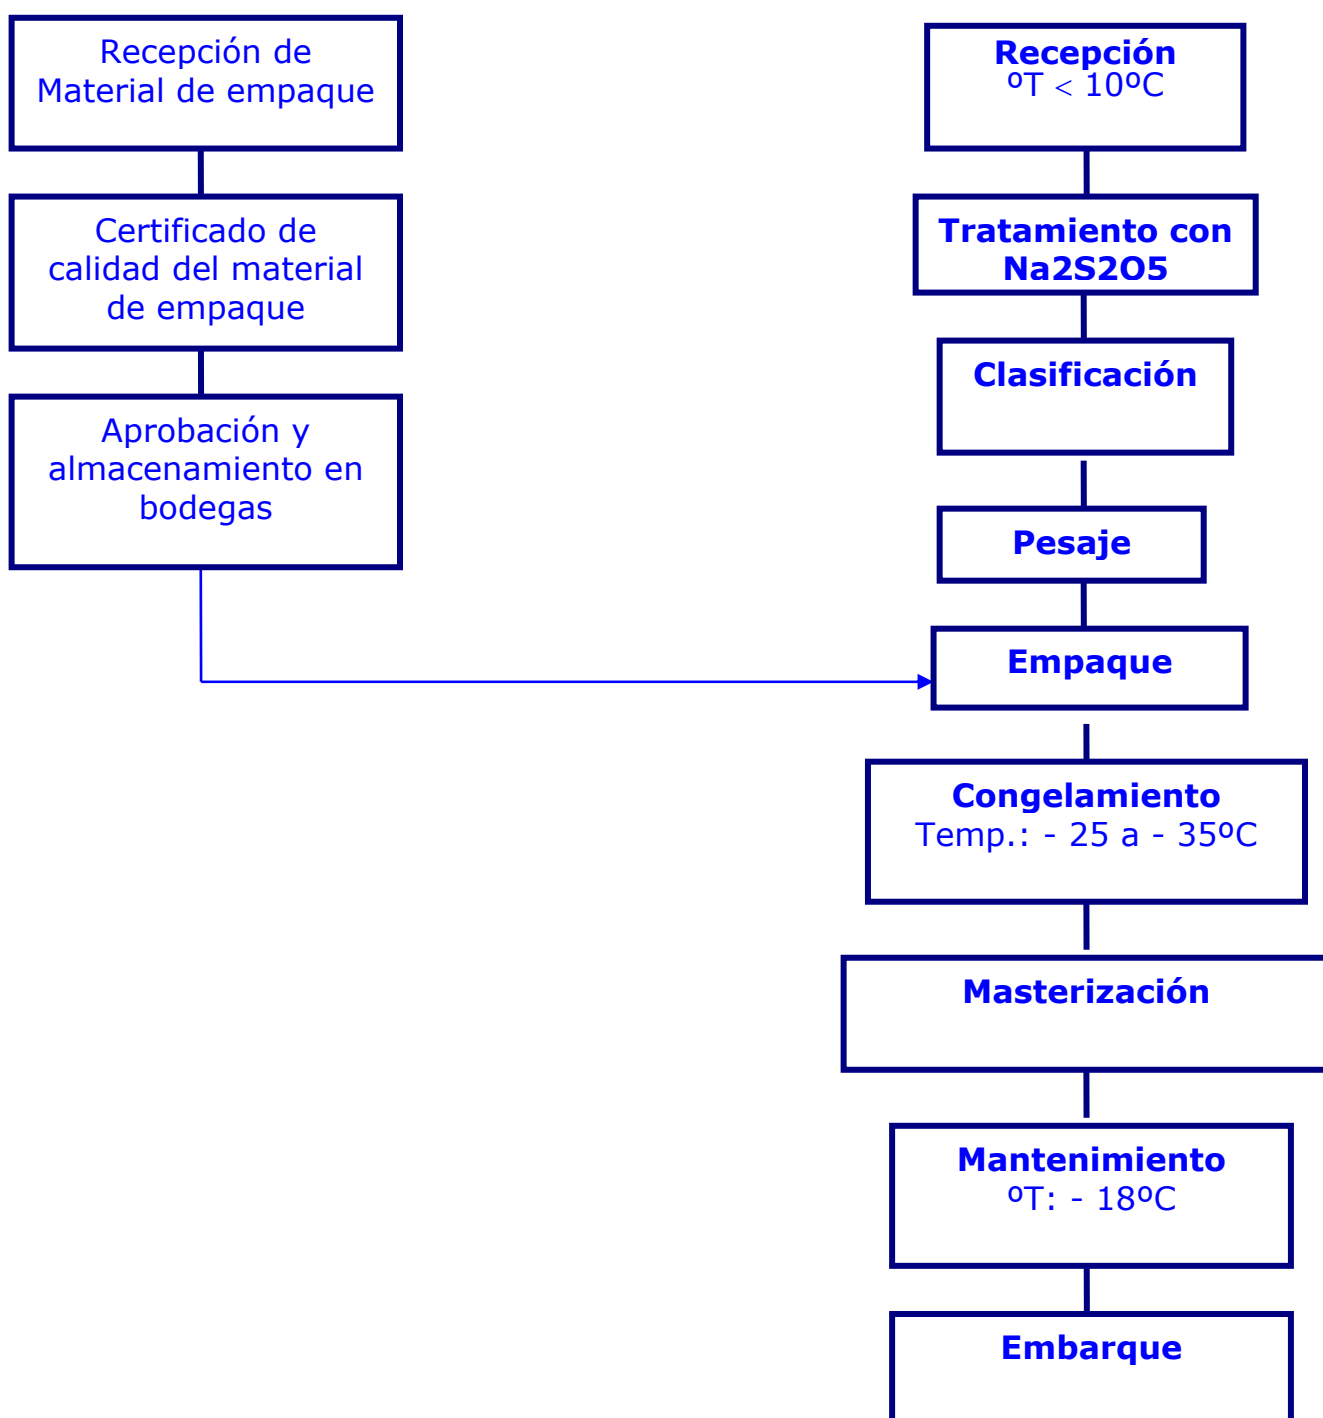 Recepción de
Material de empaque
Certificado de
calidad del material
de empaque
Aprobación y
almacenamiento en
bodegas
Recepción
ºT < 10ºC
Tratamiento con
Na2S2O5
Clasificación
Pesaje
Empaque
Congelamiento
Temp.: - 25 a - 35ºC
Masterización
Mantenimiento
ºT: - 18ºC
Embarque